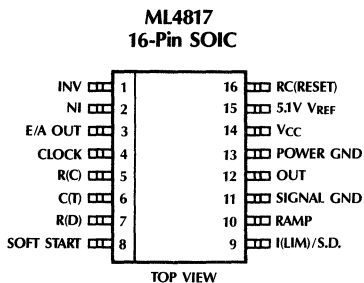 ML4817
16-Pin SOIC
INV 1 16 RC(RESET)
NI 2 15 5.1V VREF
E/A OUT 3 14 VCC
CLOCK 4 13 POWER GND
R(C) 5 12 OUT
C(T) 6 11 SIGNAL GND
R(D) 7 10 RAMP
SOFT START 8 9 I(LIM)/S.D.
TOP VIEW